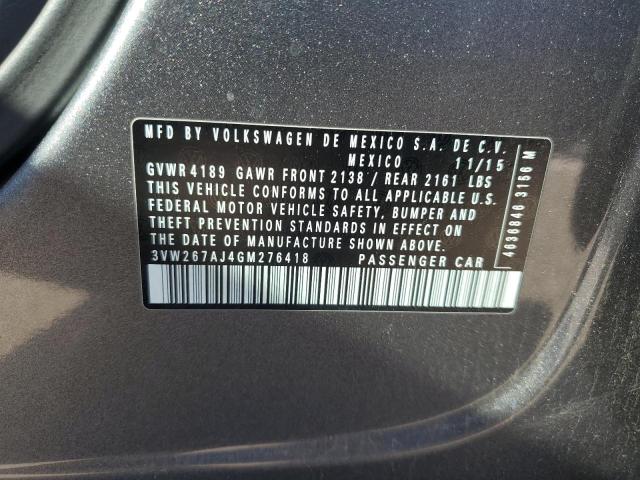 MFD BY VOLKSWAGEN DE MEXICO S.A. DE C.V.
MEXICO 11/15
GVWR 4189 GAWR FRONT 2138 / REAR 2161 LBS
THIS VEHICLE CONFORMS TO ALL APPLICABLE U.S.
FEDERAL MOTOR VEHICLE SAFETY, BUMPER AND
THEFT PREVENTION STANDARDS IN EFFECT ON
THE DATE OF MANUFACTURE SHOWN ABOVE.
3VW267AJ4GM276418 PASSENGER CAR
4636846 3156 M